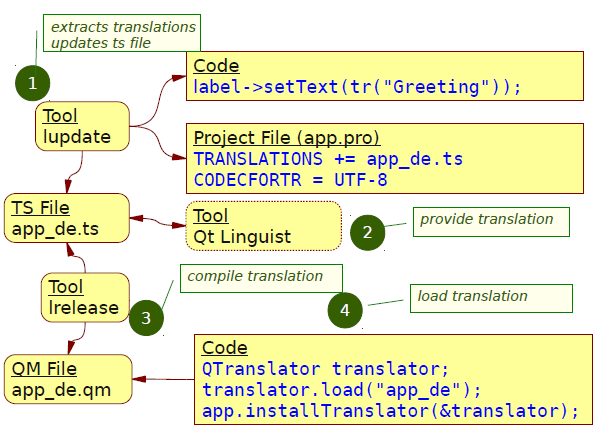 extracts translations
updates ts file
1
Code
label->setText(tr("Greeting"));
Tool
lupdate
Project File (app.pro)
TRANSLATIONS += app_de.ts
CODECFORTR = UTF-8
TS File
app_de.ts
Tool
Qt Linguist
2
provide translation
compile translation
Tool
lrelease
3
4
load translation
QM File
app_de.qm
Code
QTranslator translator;
translator.load("app_de");
app.installTranslator(&translator);